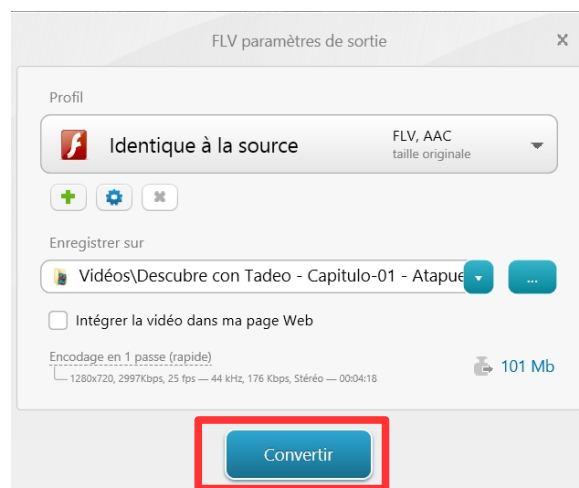 FLV paramètres de sortie
Profil
Identique à la source
FLV, AAC
taille originale
Enregistrer sur
Vidéos\Descubre con Tadeo - Capitulo-01 - Atapue
...
Intégrer la vidéo dans ma page Web
Encodage en 1 passe (rapide)
1280x720, 2997Kbps, 25 fps — 44 kHz, 176 Kbps, Stéréo — 00:04:18
101 Mb
Convertir